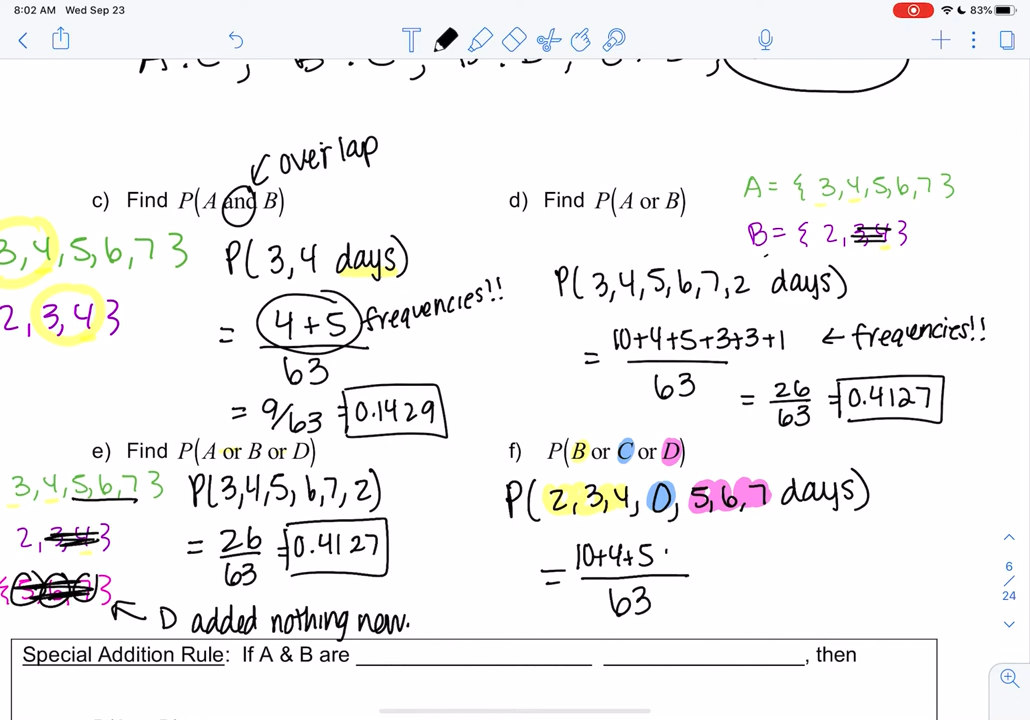 8:02 AM Wed Sep 23
83%
T
overlap
c) Find P(A and B)
3,4,5,6,7}
2,3,4}
P(3,4 days)
= 4+5 / 63
frequencies!!
= 9/63 = 0.1429
d) Find P(A or B)
A = {3,4,5,6,7}
B = {2,3,4}
P(3,4,5,6,7,2 days)
= 10+4+5+3+3+1 / 63
← frequencies!!
= 26/63 = 0.4127
e) Find P(A or B or D)
3,4,5,6,7}
2,3,4}
{5,6,7}
P(3,4,5,6,7,2)
= 26/63 = 0.4127
D added nothing new.
f) P(B or C or D)
P(2,3,4,0,5,6,7 days)
= 10+4+5 / 63
6
/
24
Special Addition Rule: If A & B are ____________ ____________, then